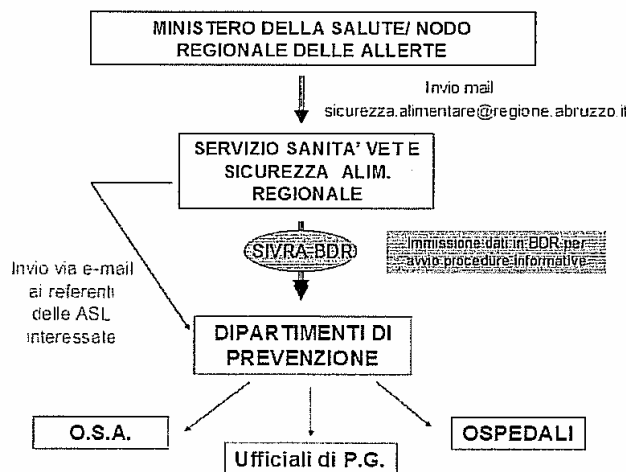 MINISTERO DELLA SALUTE/ NODO
REGIONALE DELLE ALLERTE
Invio mail
sicurezza.alimentare@regione.abruzzo.it
SERVIZIO SANITA' VET E
SICUREZZA ALIM.
REGIONALE
SIVRA-BDR
Immissione dati in BDR per
avvio procedure informative
Invio via e-mail
ai referenti
delle ASL
interessate
DIPARTIMENTI DI
PREVENZIONE
O.S.A.
Ufficiali di P.G.
OSPEDALI